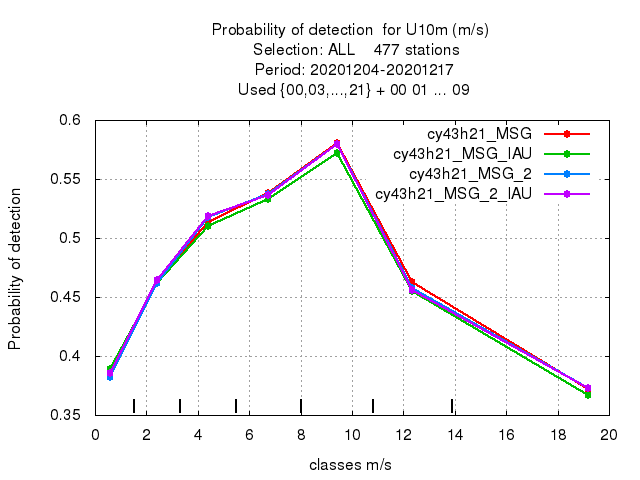 Probability of detection  for U10m (m/s)
Selection: ALL    477 stations
Period: 20201204-20201217
Used {00,03,...,21} + 00 01 ... 09
0.6
0.55
0.5
0.45
0.4
0.35
Probability of detection
cy43h21_MSG
cy43h21_MSG_IAU
cy43h21_MSG_2
cy43h21_MSG_2_IAU
0 2 4 6 8 10 12 14 16 18 20
classes m/s